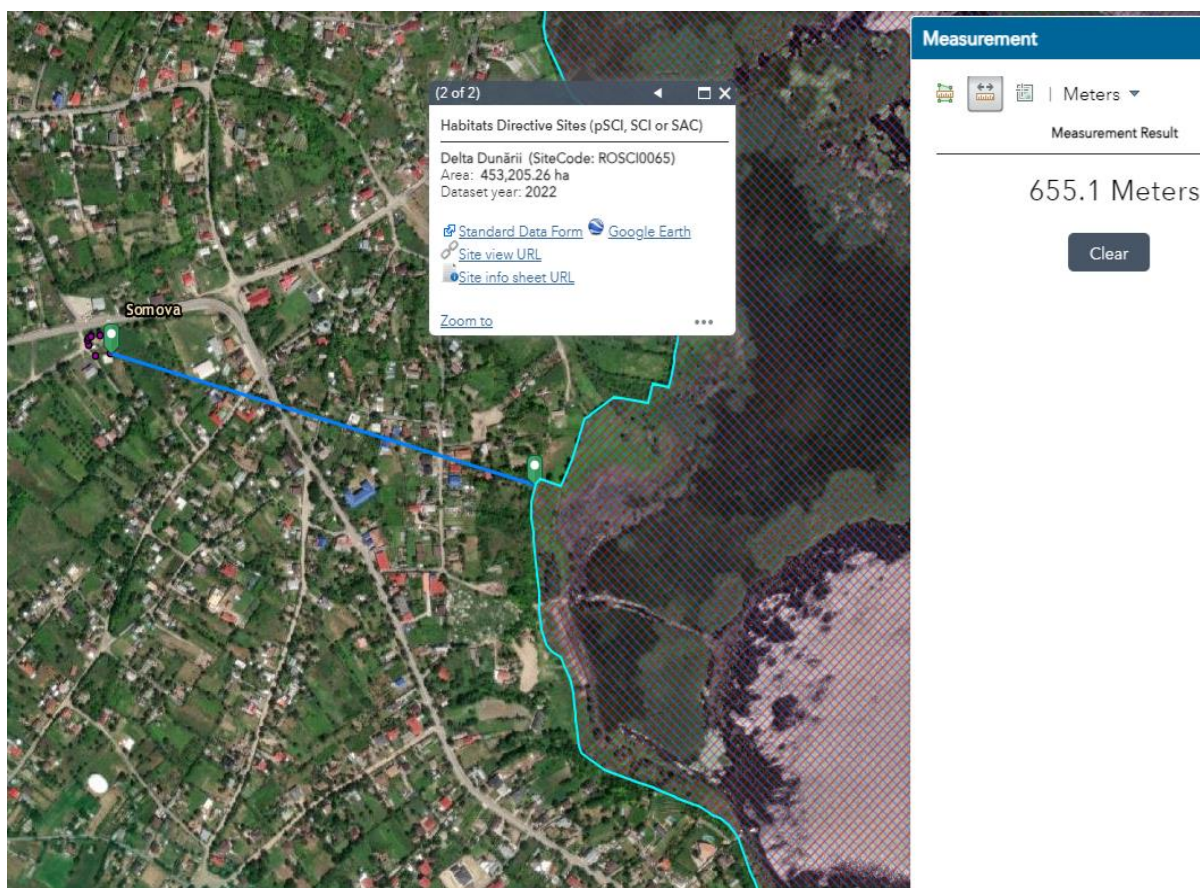 Somova
(2 of 2)
Habitats Directive Sites (pSCI, SCI or SAC)
Delta Dunării (SiteCode: ROSCI0065)
Area: 453,205.26 ha
Dataset year: 2022
Standard Data Form Google Earth
Site view URL
Site info sheet URL
Zoom to
Measurement
| Meters
Measurement Result
655.1 Meters
Clear